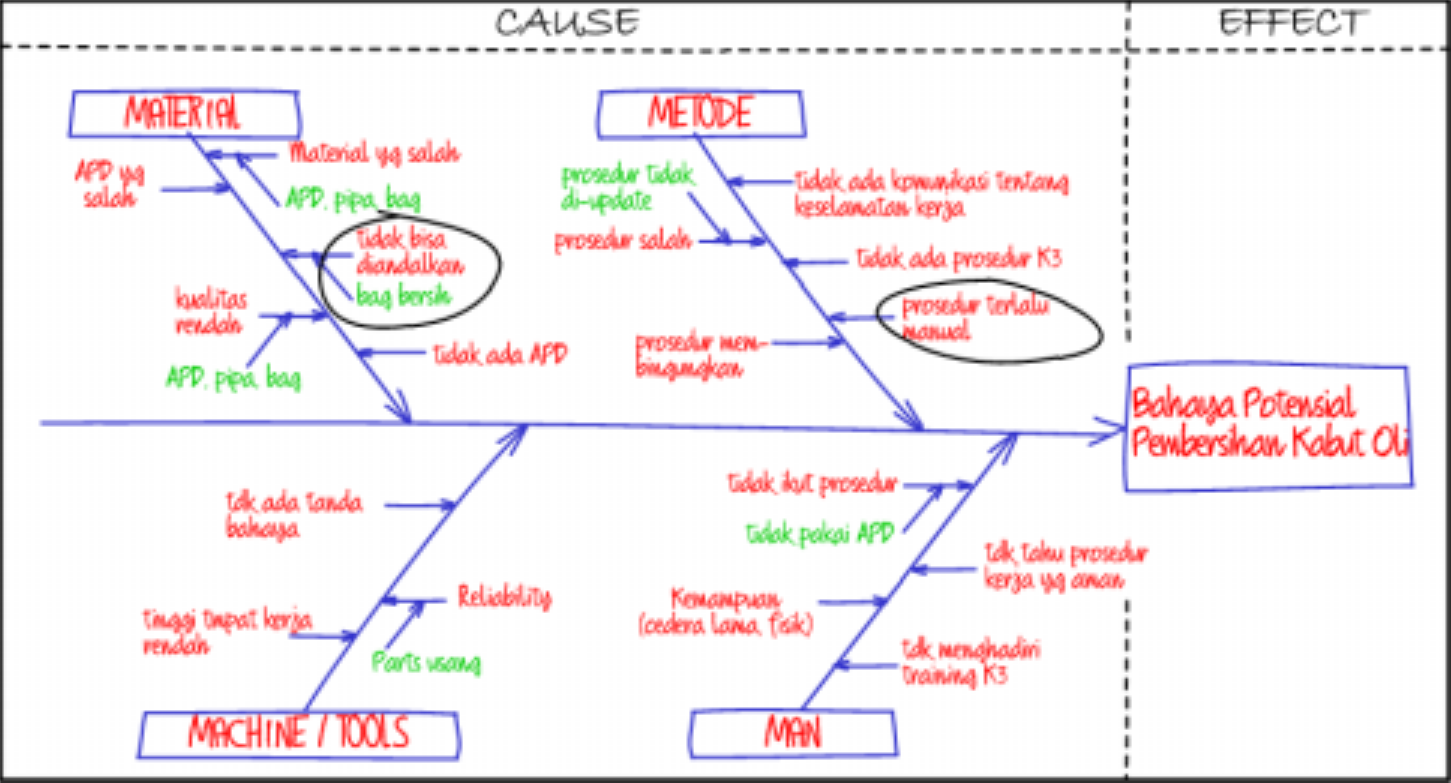 CAUSE
EFFECT
MATERIAL
Material yg salah
APD yg
salah
APD, pipa, bag
tidak bisa
diandalkan
bag bersih
kualitas
rendah
APD, pipa, bag
tidak ada APD
METODE
prosedur tidak
di-update
tidak ada komunikasi tentang
keselamatan kerja
prosedur salah
tidak ada prosedur K3
prosedur terlalu
manual
prosedur mem-
bingungkan
Bahaya Potensial
Pembersihan Kabut Oli
tdk ada tanda
bahaya
Reliability
tinggi tmpat kerja
rendah
Parts usang
MACHINE / TOOLS
tidak ikut prosedur
tidak pakai APD
tdk tahu prosedur
kerja yg aman
Kemampuan
(cedera lama, fisik)
tdk menghadiri
training K3
MAN